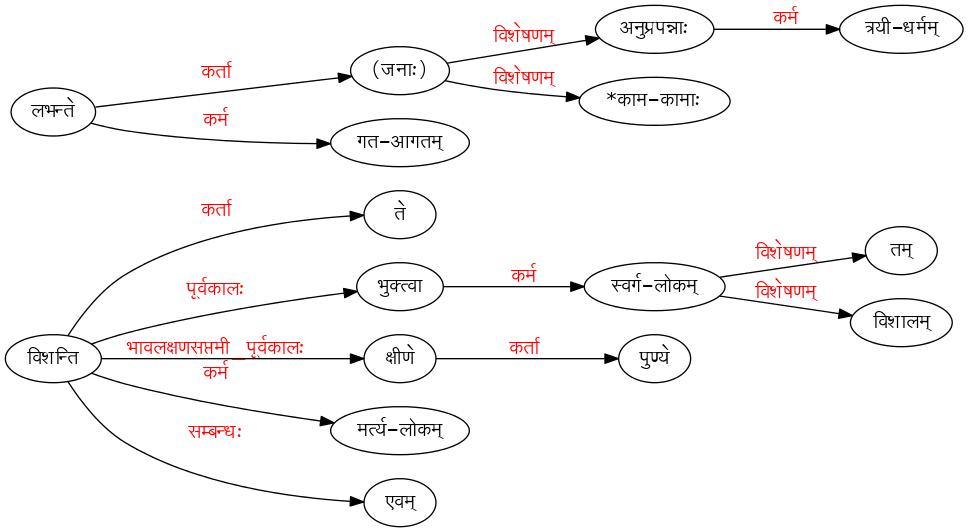 कर्म
अनुप्रपन्नाः
त्रयी-धर्मम्
विशेषणम्
(जनाः)
कर्ता
विशेषणम्
*काम-कामाः
लभन्ते
कर्म
गत-आगतम्
कर्ता
ते
तम्
विशेषणम्
कर्म
पूर्वकालः
भुक्त्वा
स्वर्ग-लोकम्
विशेषणम्
विशालम्
विशन्ति
भावलक्षणसप्तमी_पूर्वकालः
क्षीणे
कर्ता
पुण्ये
कर्म
मर्त्य-लोकम्
सम्बन्धः
एवम्